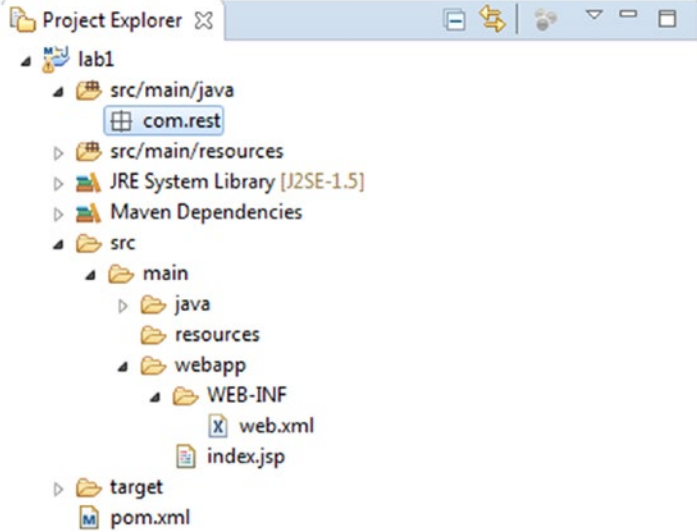 Project Explorer
lab1
src/main/java
com.rest
src/main/resources
JRE System Library [J2SE-1.5]
Maven Dependencies
src
main
java
resources
webapp
WEB-INF
web.xml
index.jsp
target
pom.xml